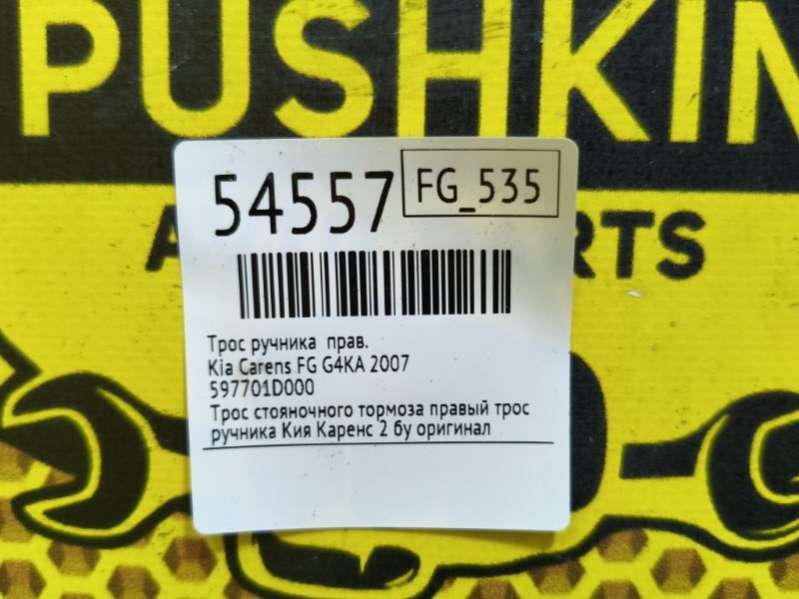 PUSHKIN
54557
FG_535
RTS
Трос ручника прав.
Kia Carens FG G4KA 2007
597701D000
Трос стояночного тормоза правый трос
ручника Кия Каренс 2 бу оригинал